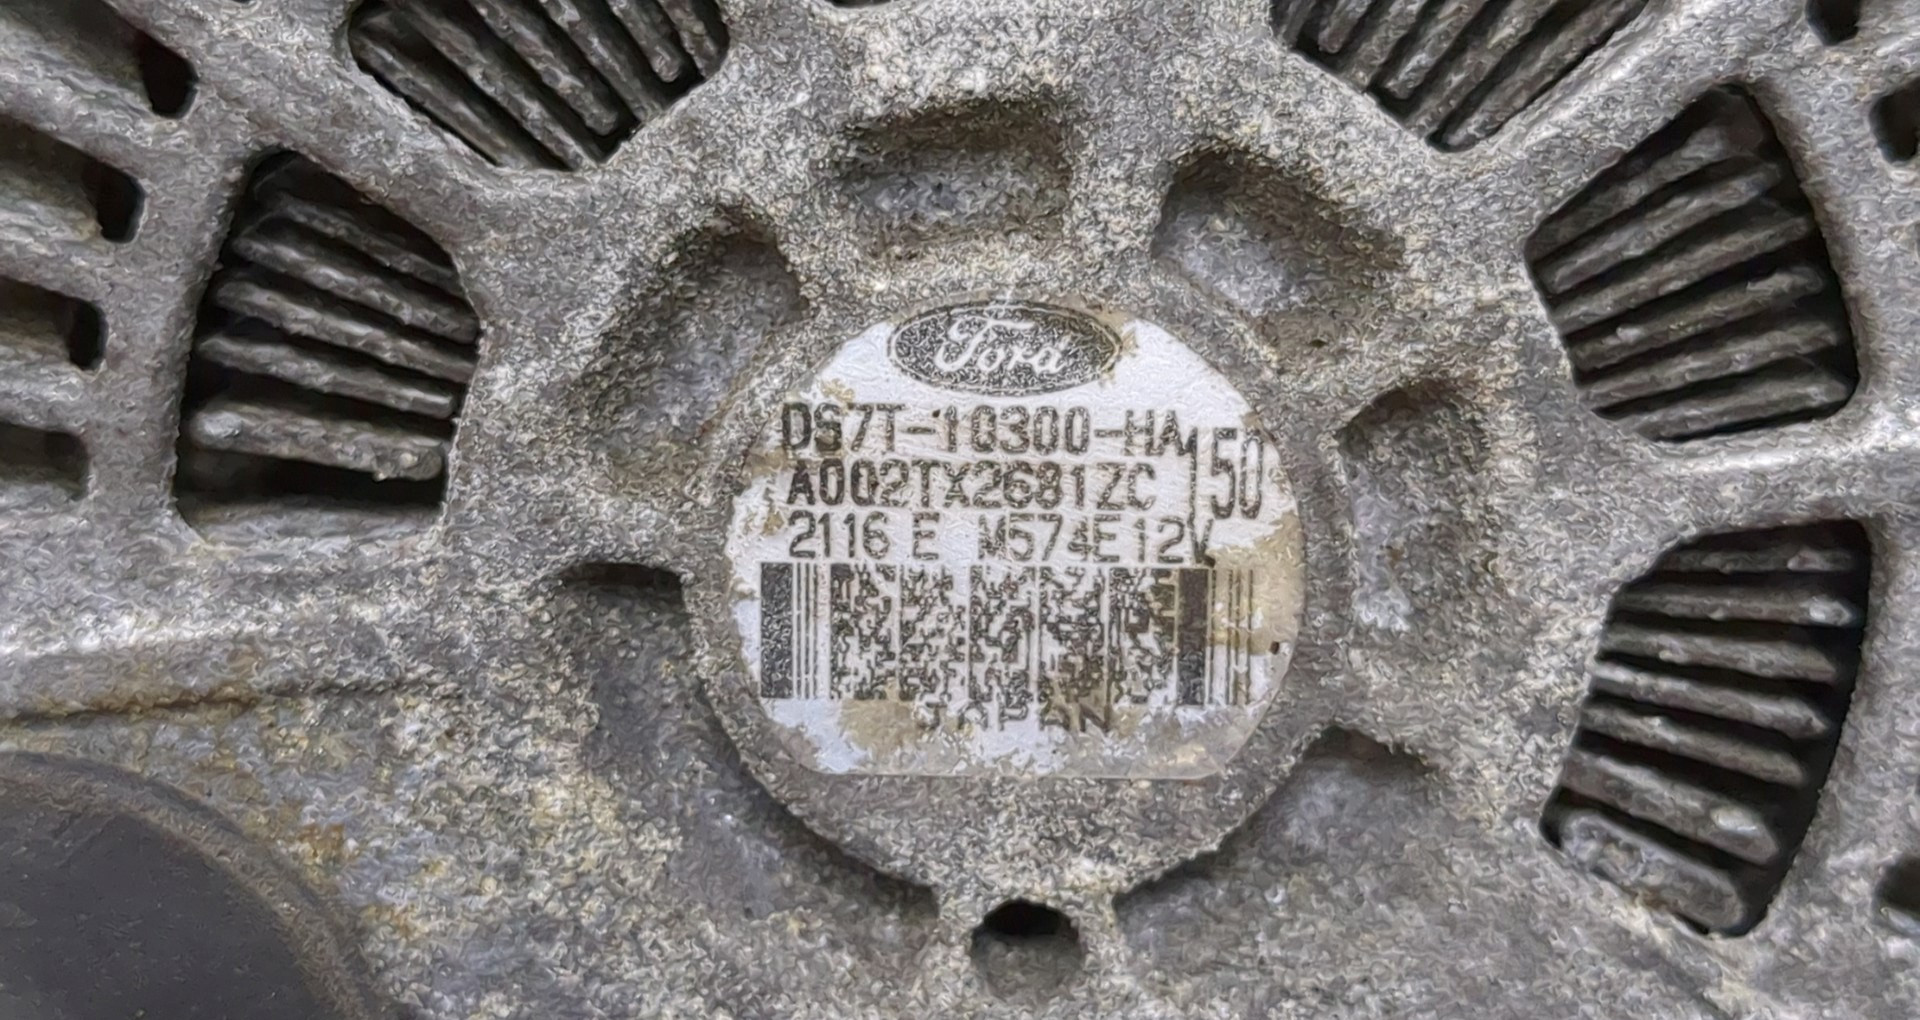 Ford
DS7T-10300-HA
A002TX2681ZC 150
2116 E M574E12V
JAPAN